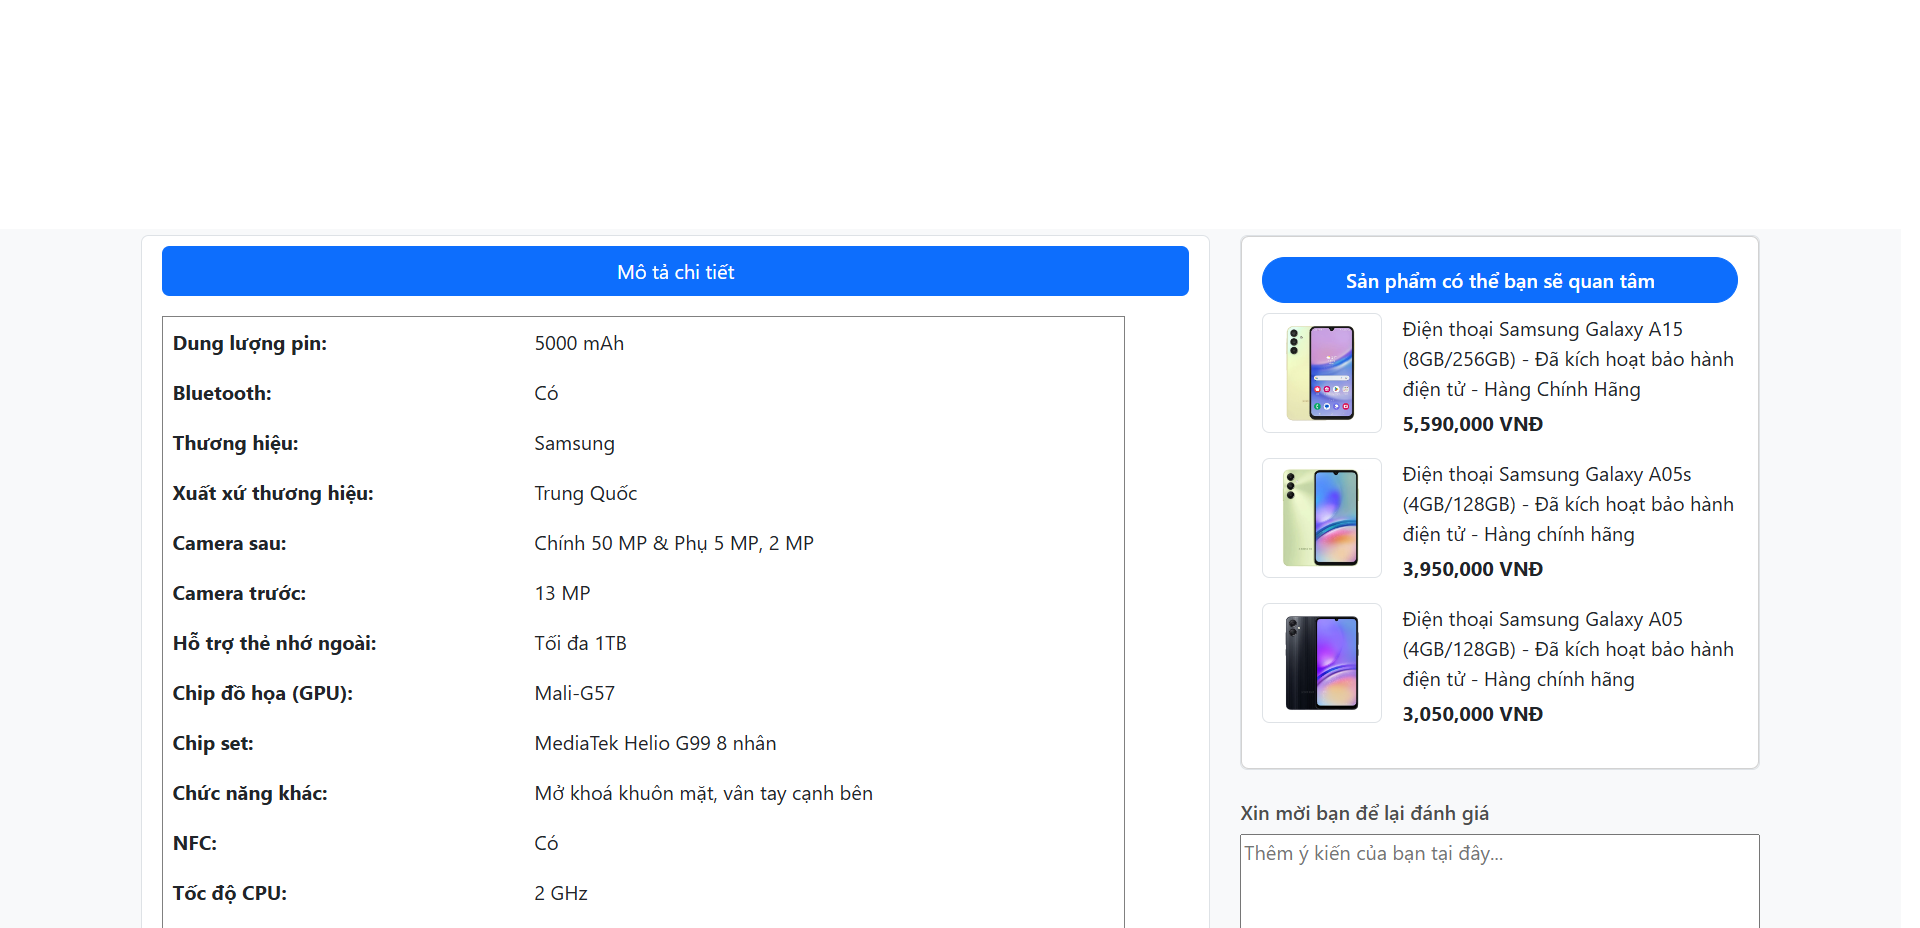 Mô tả chi tiết
Dung lượng pin: 5000 mAh
Bluetooth: Có
Thương hiệu: Samsung
Xuất xứ thương hiệu: Trung Quốc
Camera sau: Chính 50 MP & Phụ 5 MP, 2 MP
Camera trước: 13 MP
Hỗ trợ thẻ nhớ ngoài: Tối đa 1TB
Chip đồ họa (GPU): Mali-G57
Chip set: MediaTek Helio G99 8 nhân
Chức năng khác: Mở khoá khuôn mặt, vân tay cạnh bên
NFC: Có
Tốc độ CPU: 2 GHz
Sản phẩm có thể bạn sẽ quan tâm
Điện thoại Samsung Galaxy A15
(8GB/256GB) - Đã kích hoạt bảo hành
điện tử - Hàng Chính Hãng
5,590,000 VNĐ
Điện thoại Samsung Galaxy A05s
(4GB/128GB) - Đã kích hoạt bảo hành
điện tử - Hàng chính hãng
3,950,000 VNĐ
Điện thoại Samsung Galaxy A05
(4GB/128GB) - Đã kích hoạt bảo hành
điện tử - Hàng chính hãng
3,050,000 VNĐ
Xin mời bạn để lại đánh giá
Thêm ý kiến của bạn tại đây...